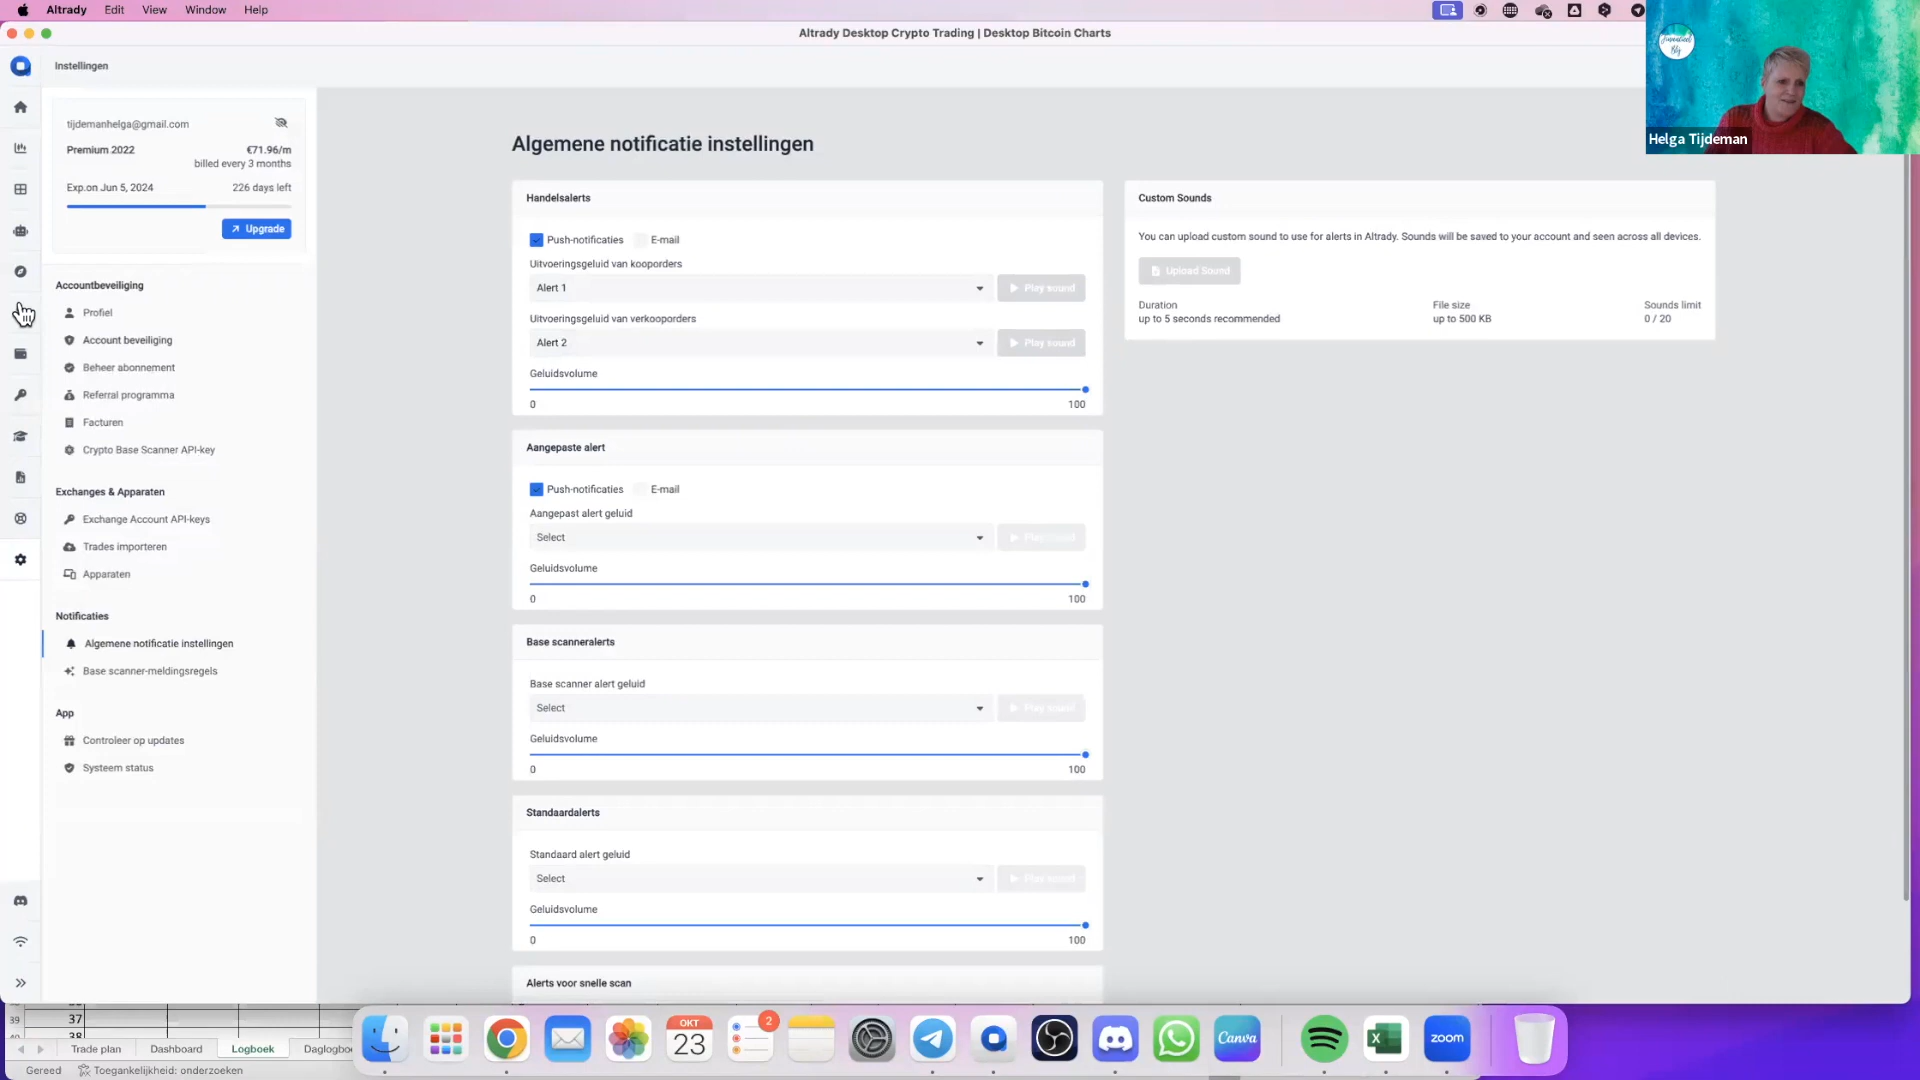 Altrady Edit View Window Help
Altrady Desktop Crypto Trading | Desktop Bitcoin Charts
Instellingen
tijdemanhelga@gmail.com
Premium 2022 €71.96/m
billed every 3 months
Exp.on Jun 5, 2024 226 days left
Upgrade
Accountbeveiliging
Profiel
Account beveiliging
Beheer abonnement
Referral programma
Facturen
Crypto Base Scanner API-key
Exchanges & Apparaten
Exchange Account API-keys
Trades importeren
Apparaten
Notificaties
Algemene notificatie instellingen
Base scanner-meldingsregels
App
Controleer op updates
Systeem status
Algemene notificatie instellingen
Handelsalerts
Push-notificaties E-mail
Uitvoeringsgeluid van kooporders
Alert 1 Play sound
Uitvoeringsgeluid van verkooporders
Alert 2 Play sound
Geluidsvolume
0 100
Aangepaste alert
Push-notificaties E-mail
Aangepast alert geluid
Select Play sound
Geluidsvolume
0 100
Base scanneralerts
Base scanner alert geluid
Select Play sound
Geluidsvolume
0 100
Standaardalerts
Standaard alert geluid
Select Play sound
Geluidsvolume
0 100
Alerts voor snelle scan
Custom Sounds
You can upload custom sound to use for alerts in Altrady. Sounds will be saved to your account and seen across all devices.
Upload Sound
Duration File size Sounds limit
up to 5 seconds recommended up to 500 KB 0 / 20
Helga Tijdeman
39 37
38
Trade plan Dashboard Logboek Daglogbo
Gereed Toegankelijkheid: onderzoeken
OKT
23
2
Canva
zoom